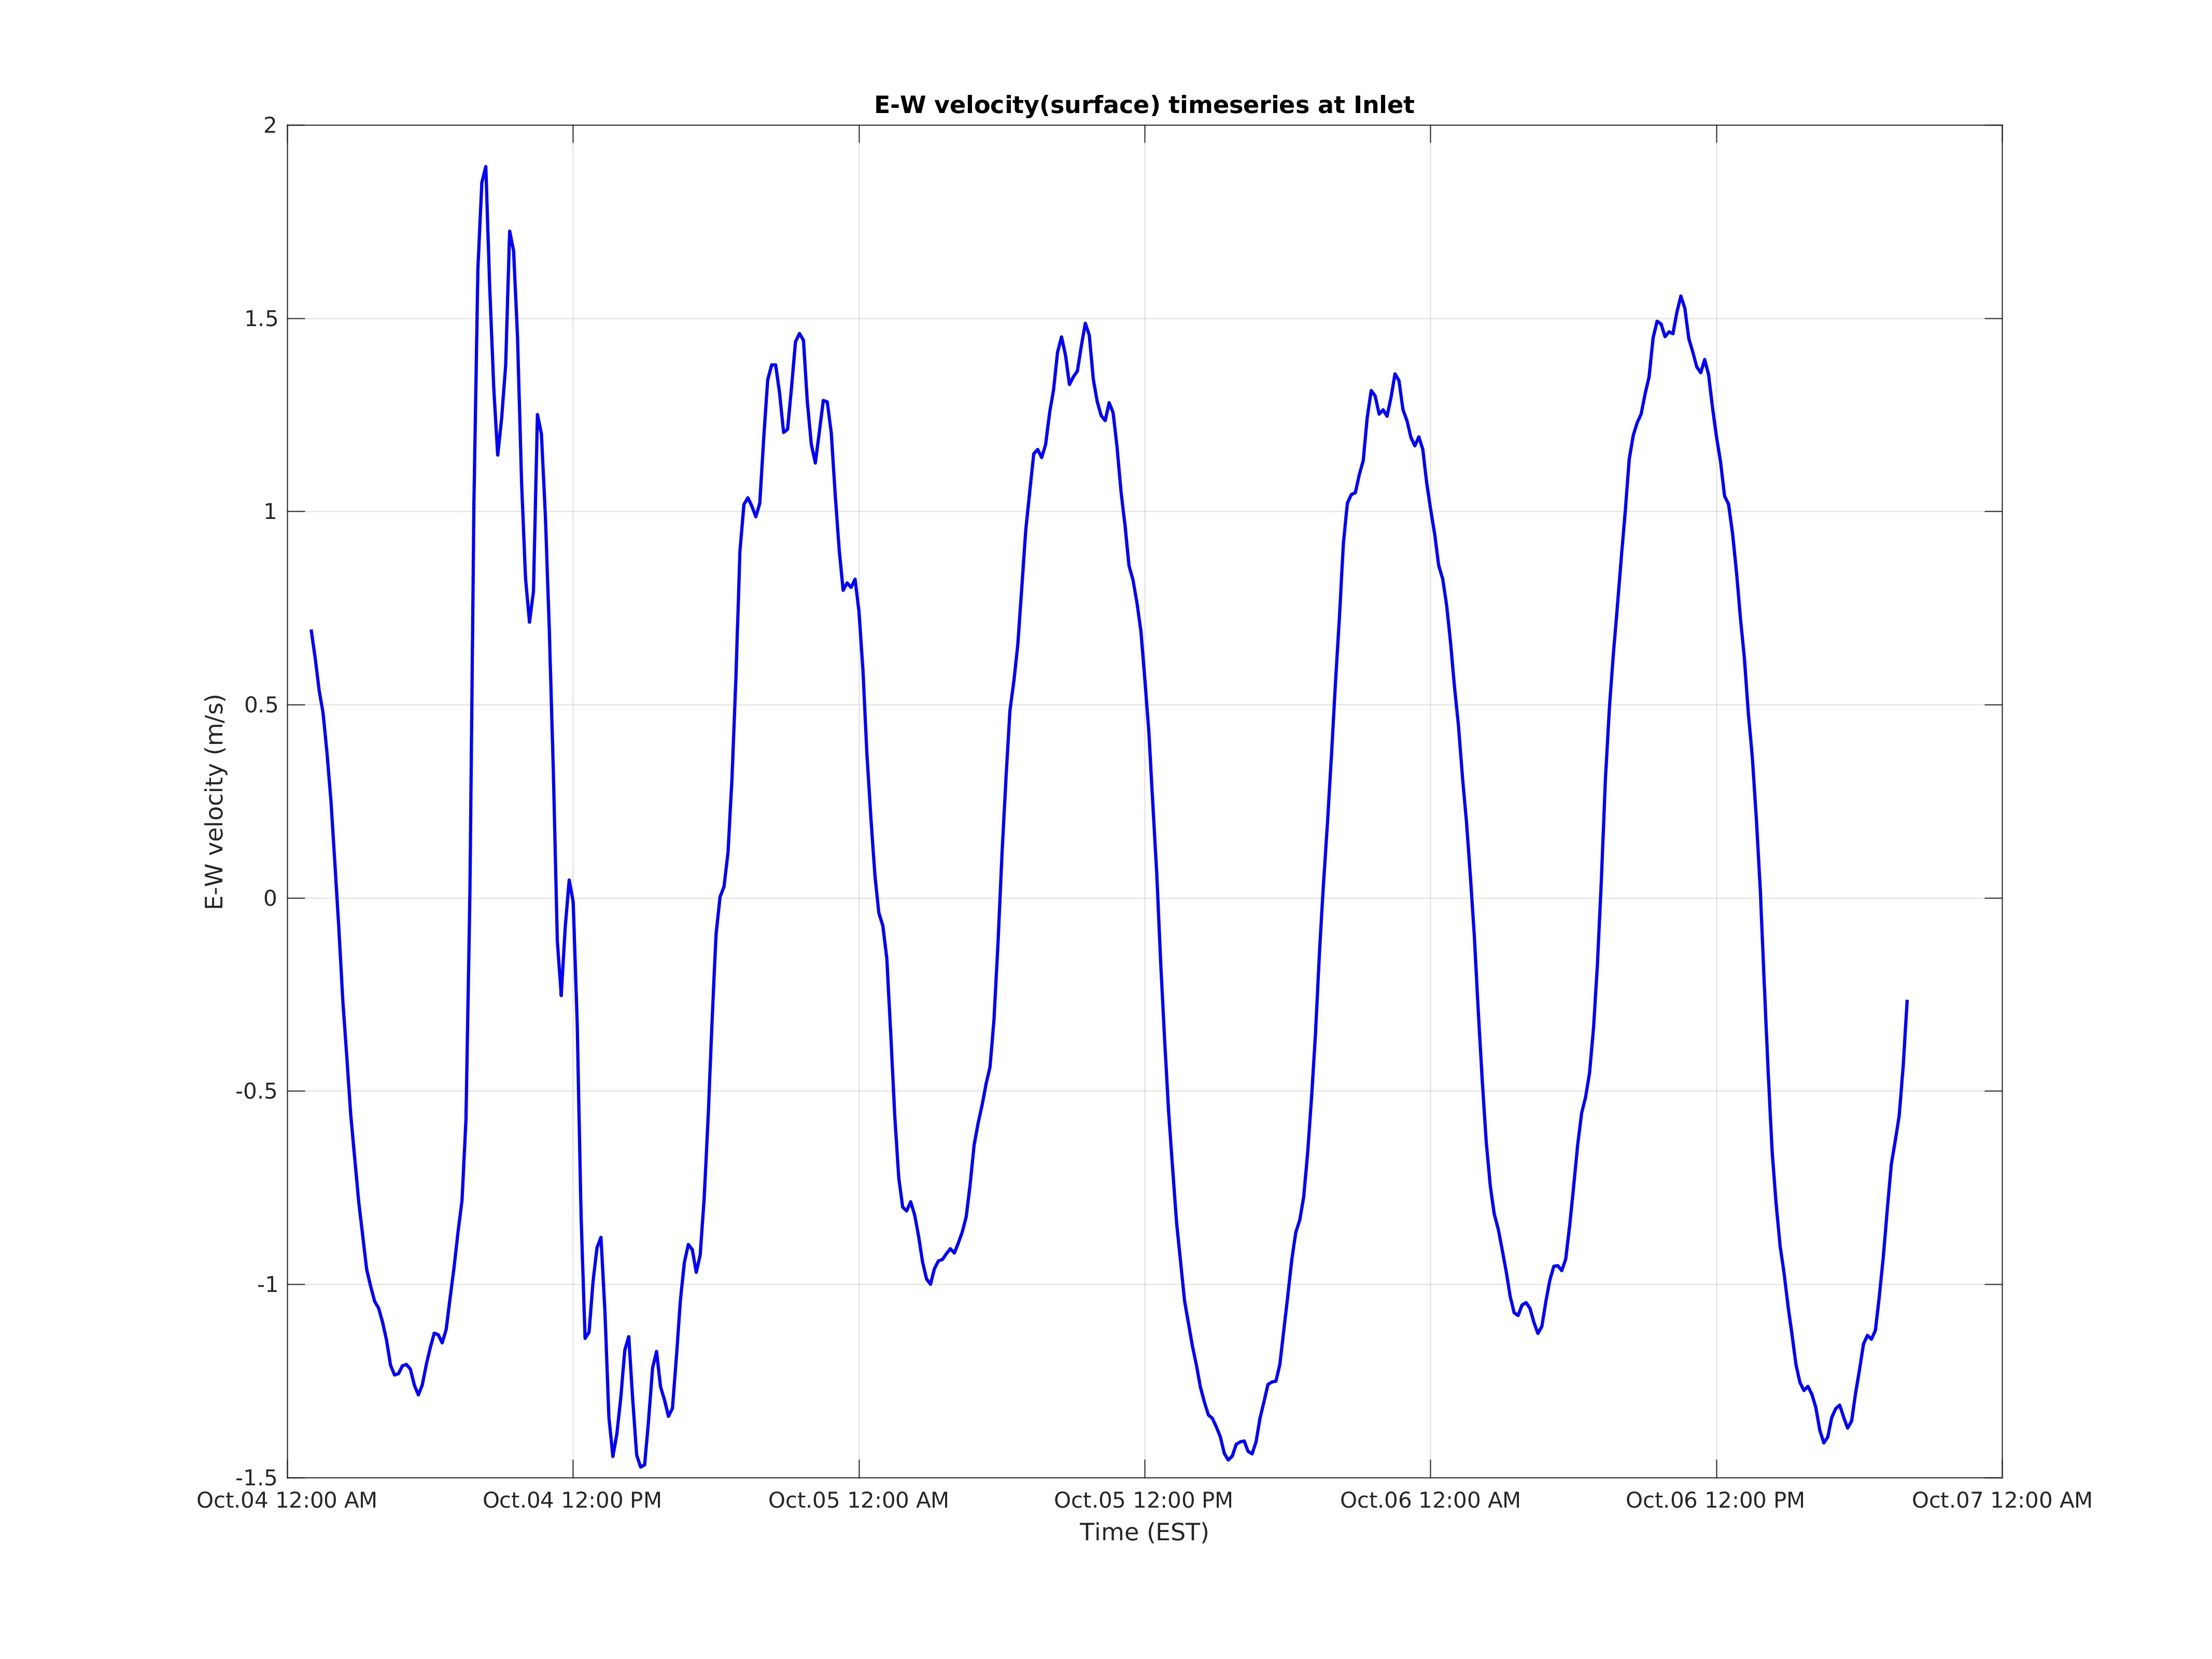 E-W velocity(surface) timeseries at Inlet
2
1.5
1
0.5
0
-0.5
-1
-1.5
E-W velocity (m/s)
Oct.04 12:00 AM Oct.04 12:00 PM Oct.05 12:00 AM Oct.05 12:00 PM Oct.06 12:00 AM Oct.06 12:00 PM Oct.07 12:00 AM
Time (EST)